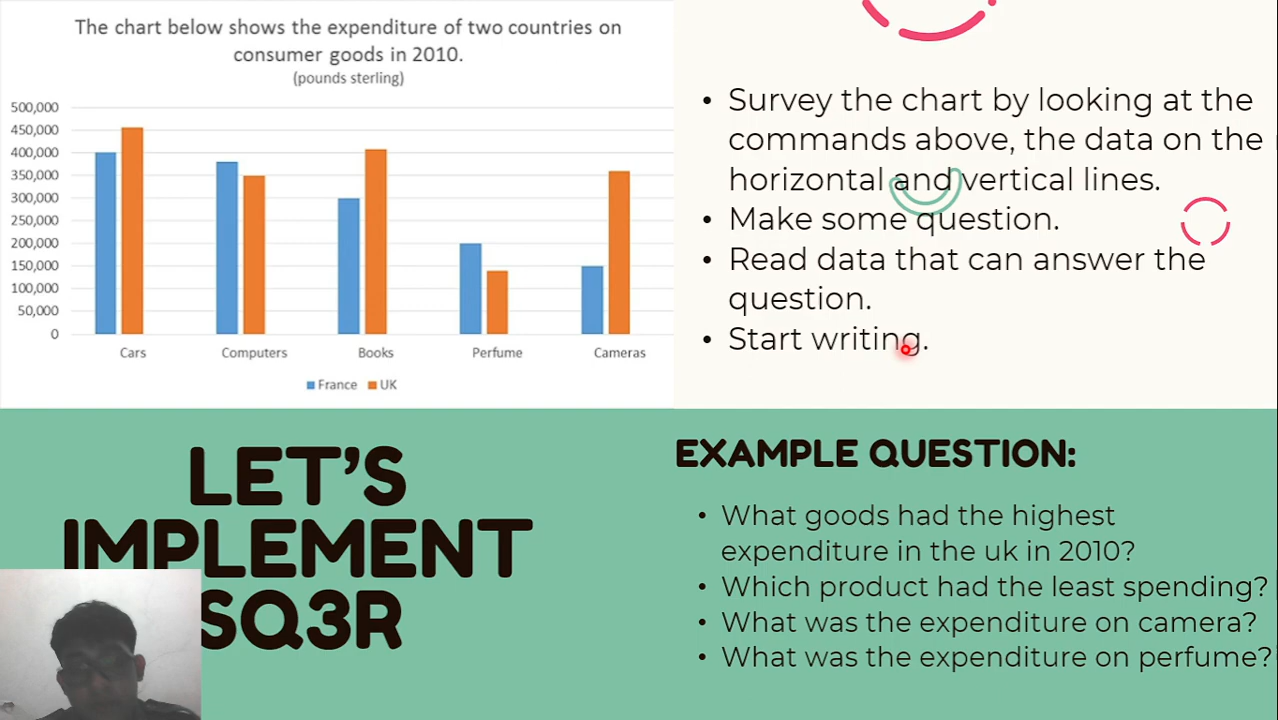 The chart below shows the expenditure of two countries on
consumer goods in 2010.
(pounds sterling)
500,000
450,000
400,000
350,000
300,000
250,000
200,000
150,000
100,000
50,000
0
Cars
Computers
Books
Perfume
Cameras
France
UK
• Survey the chart by looking at the
commands above, the data on the
horizontal and vertical lines.
• Make some question.
• Read data that can answer the
question.
• Start writing.
LET’S
IMPLEMENT
SQ3R
EXAMPLE QUESTION:
• What goods had the highest
expenditure in the uk in 2010?
• Which product had the least spending?
• What was the expenditure on camera?
• What was the expenditure on perfume?